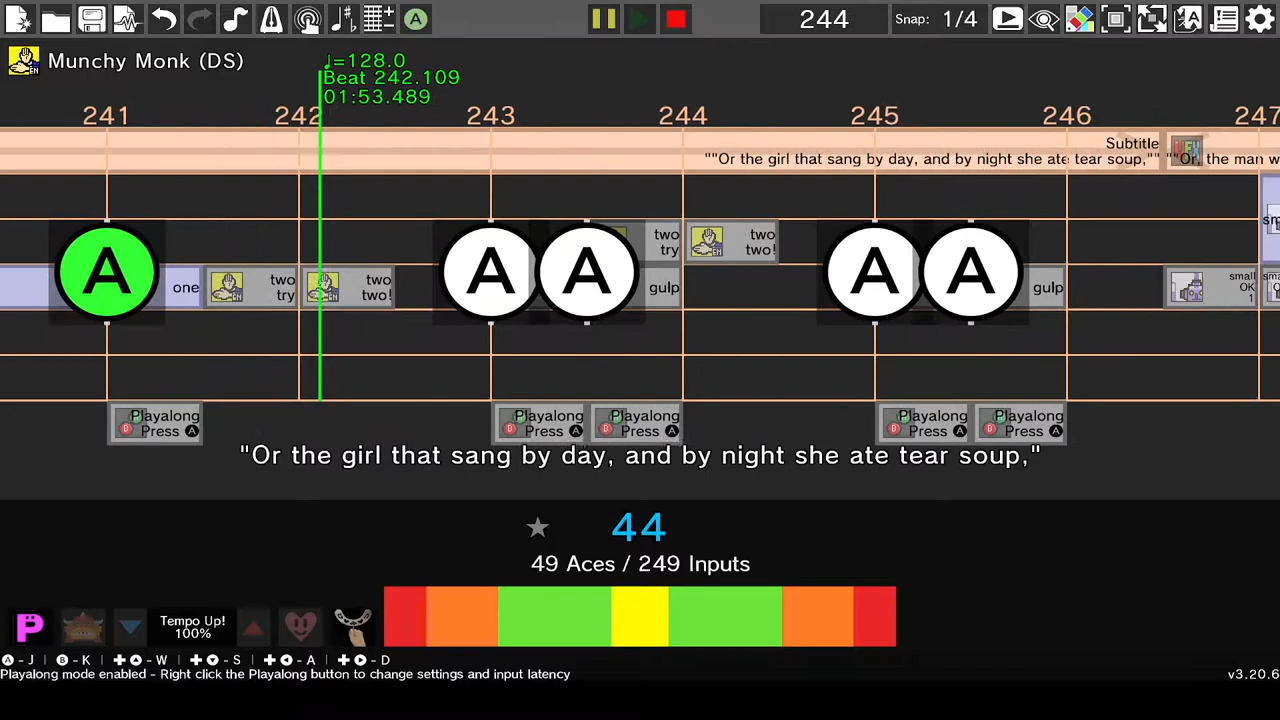 A
244
Snap: 1/4
A
Munchy Monk (DS)
EN
♩=128.0
Beat 242.109
01:53.489
241 242 243 244 245 246 247
Subtitle
""Or the girl that sang by day, and by night she ate tear soup,"" ""Or, the man w
A A A A A
one
two
try
two
two!
two
try
gulp
two
two!
gulp
small
OK
1
Playalong
Press A
Playalong
Press A
Playalong
Press A
Playalong
Press A
Playalong
Press A
"Or the girl that sang by day, and by night she ate tear soup,"
★ 44
49 Aces / 249 Inputs
P
Tempo Up!
100%
A - J B - K - W - S - A - D
Playalong mode enabled - Right click the Playalong button to change settings and input latency
v3.20.6